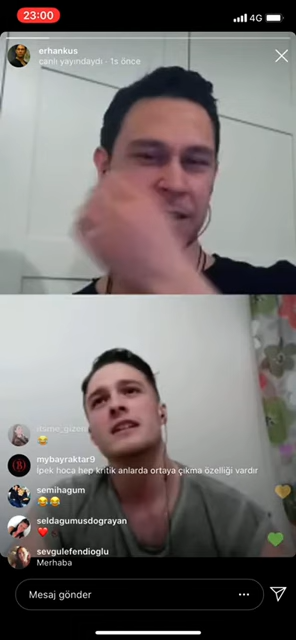 23:00
4G
erhankus
canlı yayındaydı · 1s önce
mybayraktar9
İpek hoca hep kritik anlarda ortaya çıkma özelliği vardır
semihagum
seldagumusdograyan
sevgulefendioglu
Merhaba
Mesaj gönder